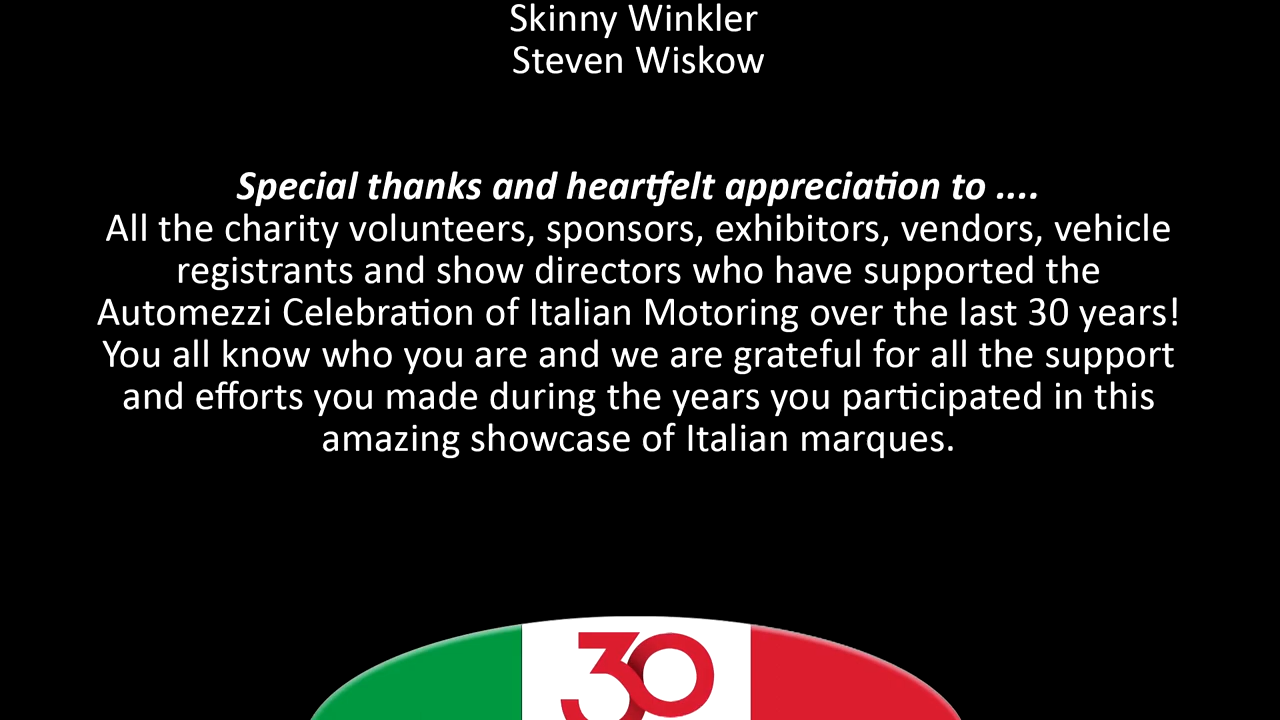 Skinny Winkler
Steven Wiskow
Special thanks and heartfelt appreciation to ....
All the charity volunteers, sponsors, exhibitors, vendors, vehicle
registrants and show directors who have supported the
Automezzi Celebration of Italian Motoring over the last 30 years!
You all know who you are and we are grateful for all the support
and efforts you made during the years you participated in this
amazing showcase of Italian marques.
30